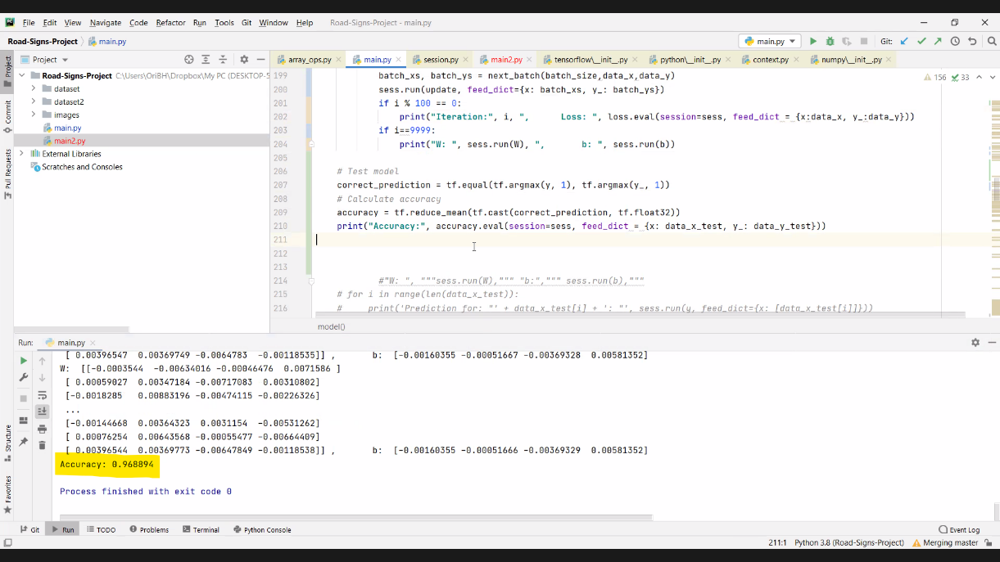 File Edit View Navigate Code Refactor Run Tools Git Window Help Road-Signs-Project - main.py
Road-Signs-Project main.py main.py Git:
Project array_ops.py main.py session.py main2.py tensorflow\__init__.py python\__init__.py context.py numpy\__init__.py
Road-Signs-Project C:\Users\OriBH\Dropbox\My PC (DESKTOP-5
dataset
dataset2
images
main.py
main2.py
External Libraries
Scratches and Consoles
Project
Commit
Pull Requests
156 33
199 batch_xs, batch_ys = next_batch(batch_size,data_x,data_y)
200 sess.run(update, feed_dict={x: batch_xs, y_: batch_ys})
201 if i % 100 == 0:
202 print("Iteration:", i, ", Loss: ", loss.eval(session=sess, feed_dict = {x:data_x, y_:data_y}))
203 if i==9999:
204 print("W: ", sess.run(W), ", b: ", sess.run(b))
205
206 # Test model
207 correct_prediction = tf.equal(tf.argmax(y, 1), tf.argmax(y_, 1))
208 # Calculate accuracy
209 accuracy = tf.reduce_mean(tf.cast(correct_prediction, tf.float32))
210 print("Accuracy:", accuracy.eval(session=sess, feed_dict = {x: data_x_test, y_: data_y_test}))
211
212
213
214 #"W: ", """sess.run(W),""" "b:",""" sess.run(b),"""
215 # for i in range(len(data_x_test)):
216 # print('Prediction for: "' + data_x_test[i] + ': "', sess.run(y, feed_dict={x: [data_x_test[i]]}))
model()
Run: main.py
[ 0.00396547 0.00369749 -0.0064783 -0.00118535]] , b: [-0.00160355 -0.00051667 -0.00369328 0.00581352]
W: [[-0.0003544 -0.00634016 -0.00046476 0.0071586 ]
[ 0.00059027 0.00347184 -0.00717083 0.00310802]
[-0.0018285 0.00883196 -0.00474115 -0.00226326]
...
[-0.00144668 0.00364323 0.0031154 -0.00531262]
[ 0.00076254 0.00643568 -0.00055477 -0.00664409]
[ 0.00396544 0.00369773 -0.00647849 -0.00118538]] , b: [-0.00160355 -0.00051666 -0.00369329 0.00581352]
Accuracy: 0.968894
Process finished with exit code 0
Structure
Favorites
Git Run TODO Problems Terminal Python Console Event Log
211:1 Python 3.8 (Road-Signs-Project) Merging master